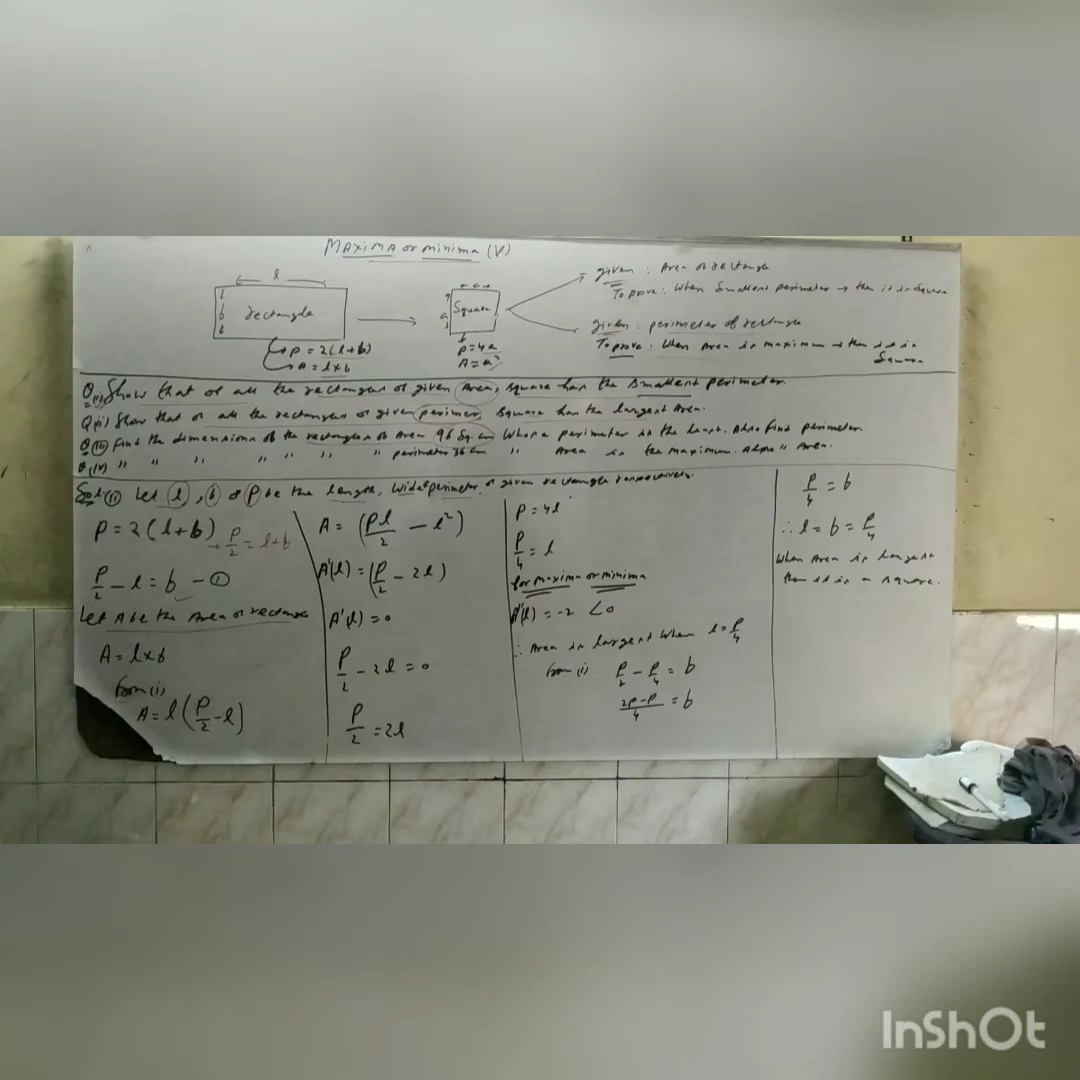 MAXIMA or minima (V)
l
b
rectangle
P = 2(l+b)
A = l×b
a
Square
P = 4a
A = a²
given : Area of rectangle
To prove : When Smallest perimeter → then it is Square
given : perimeter of rectangle
To prove : When Area is maximum → then it is Square
Q(i) Show that of all the rectangles of given Area, square has the smallest perimeter.
Q(ii) Show that of all the rectangles of given perimer, square has the largest Area.
Q(iii) Find the dimensions of the rectangles of Area 96 Sq. cm Whose perimeter is the least. Also find perimeter.
Q(iv) " " " " " " " perimeter 36 cm " Area is the maximum. Also " Area.
Let l, b & P be the length, Width & perimeter of given rectangle respectively.
P = 2(l+b)
→ P/2 = l+b
P/2 - l = b - ①
Let A be the Area of rectangle
A = l×b
from (i)
A = l(P/2 - l)
A = (Pl/2 - l²)
A'(l) = (P/2 - 2l)
A'(l) = 0
P/2 - 2l = 0
P/2 = 2l
P = 4l
P/4 = l
for maxima or minima
A"(l) = -2 < 0
∴ Area is largest When l = P/4
from (i) P/2 - P/4 = b
2P-P/4 = b
P/4 = b
∴ l = b = P/4
When Area is largest
then it is a square.
InShOt